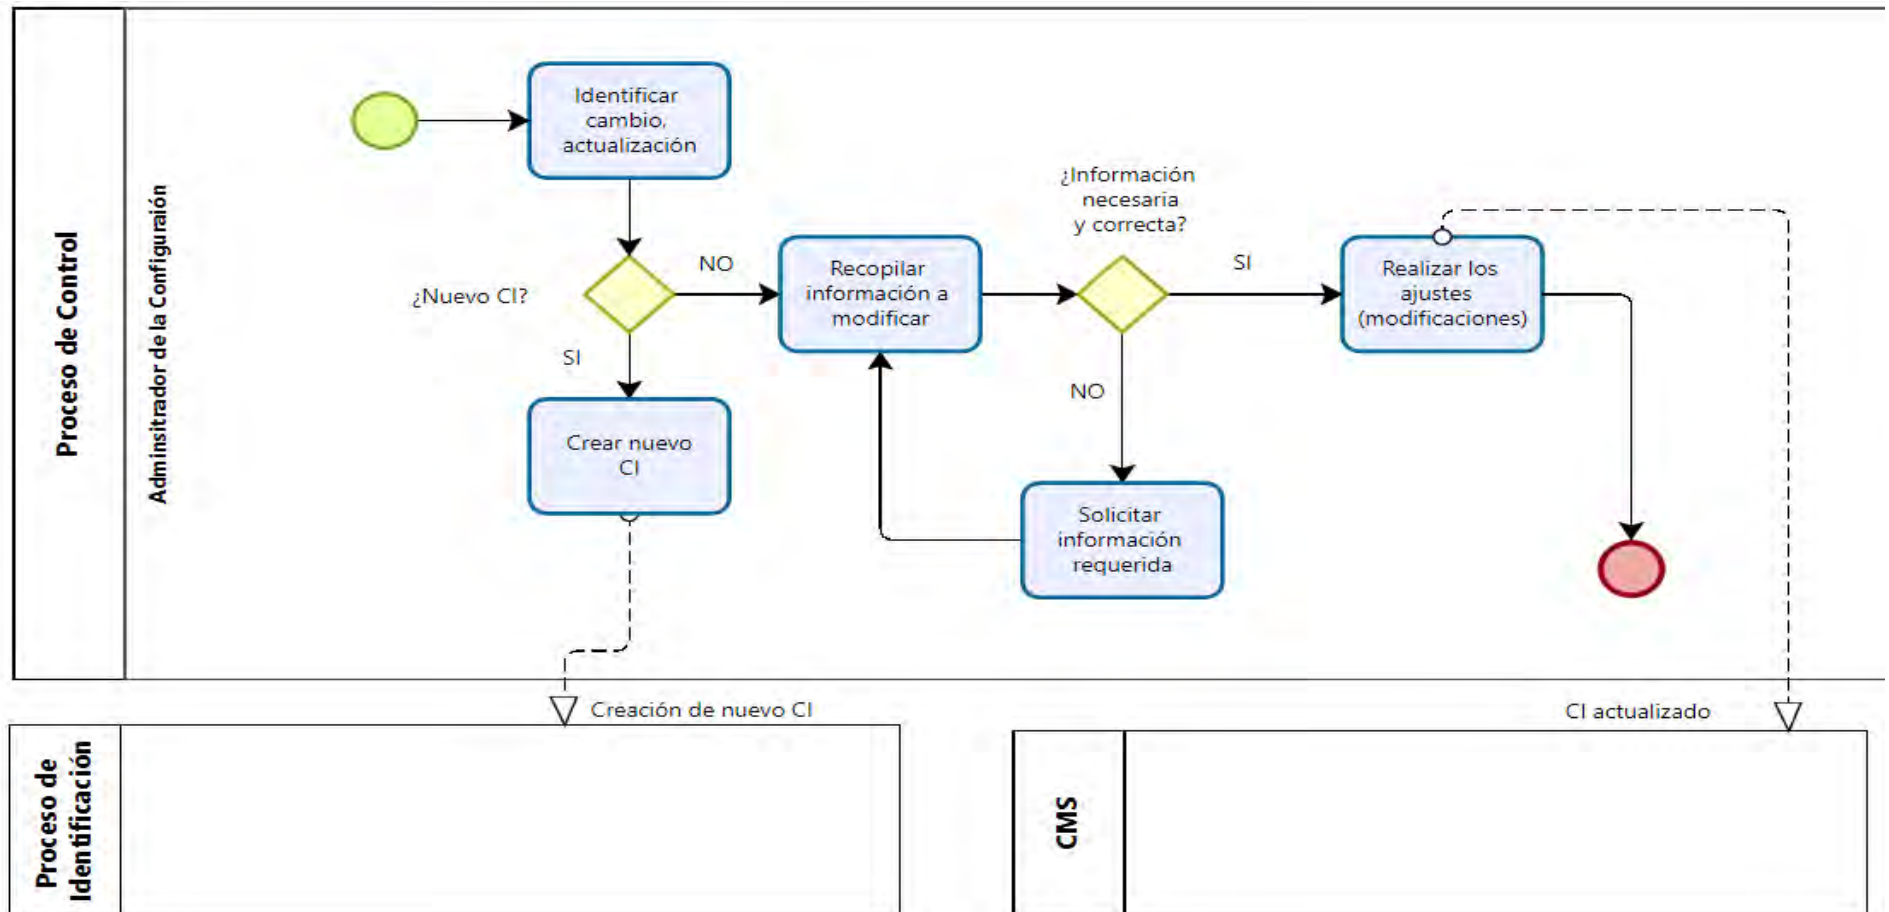 Proceso de Control
Adminsitrador de la Configuraión
Identificar
cambio,
actualización
¿Nuevo CI?
NO
SI
Crear nuevo
CI
Recopilar
información a
modificar
¿Información
necesaria
y correcta?
SI
NO
Solicitar
información
requerida
Realizar los
ajustes
(modificaciones)
Creación de nuevo CI
CI actualizado
Proceso de
Identificación
CMS